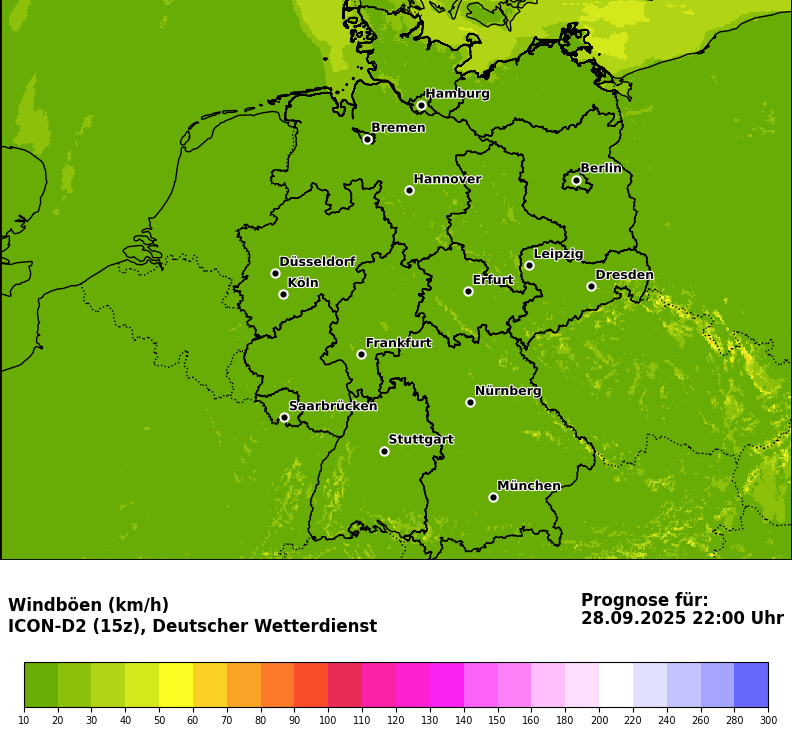 Hamburg
Bremen
Berlin
Hannover
Leipzig
Düsseldorf
Dresden
Erfurt
Köln
Frankfurt
Nürnberg
Saarbrücken
Stuttgart
München
Windböen (km/h)
ICON-D2 (15z), Deutscher Wetterdienst
Prognose für:
28.09.2025 22:00 Uhr
10 20 30 40 50 60 70 80 90 100 110 120 130 140 150 160 180 200 220 240 260 280 300